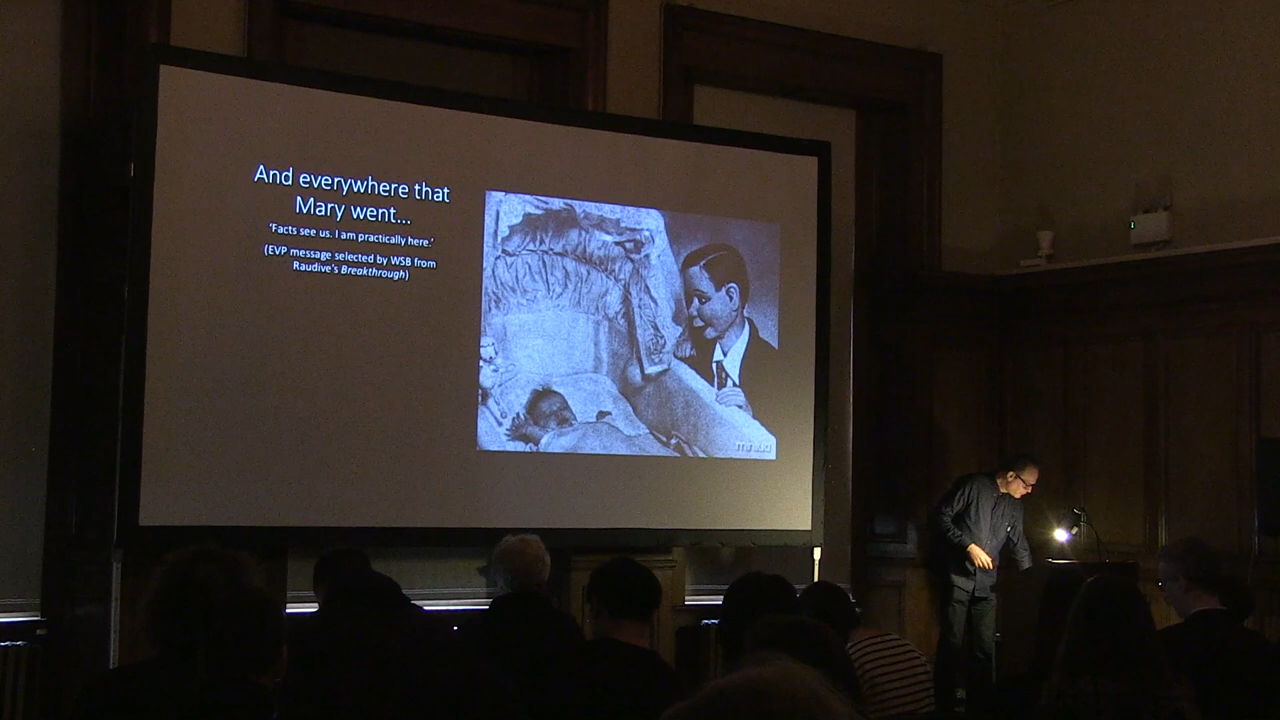 And everywhere that
Mary went...
'Facts see us. I am practically here.'
(EVP message selected by WSB from
Raudive's Breakthrough)